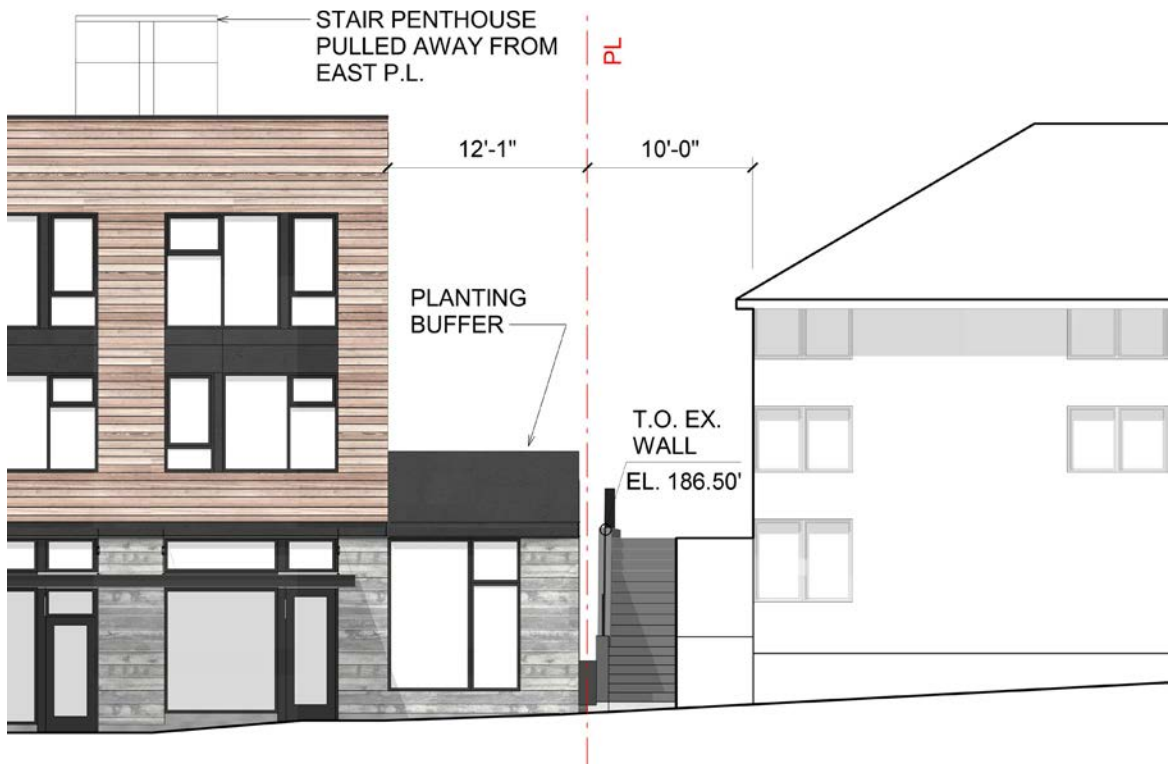 STAIR PENTHOUSE
PULLED AWAY FROM
EAST P.L.
PL
12'-1"
10'-0"
PLANTING
BUFFER
T.O. EX.
WALL
EL. 186.50'